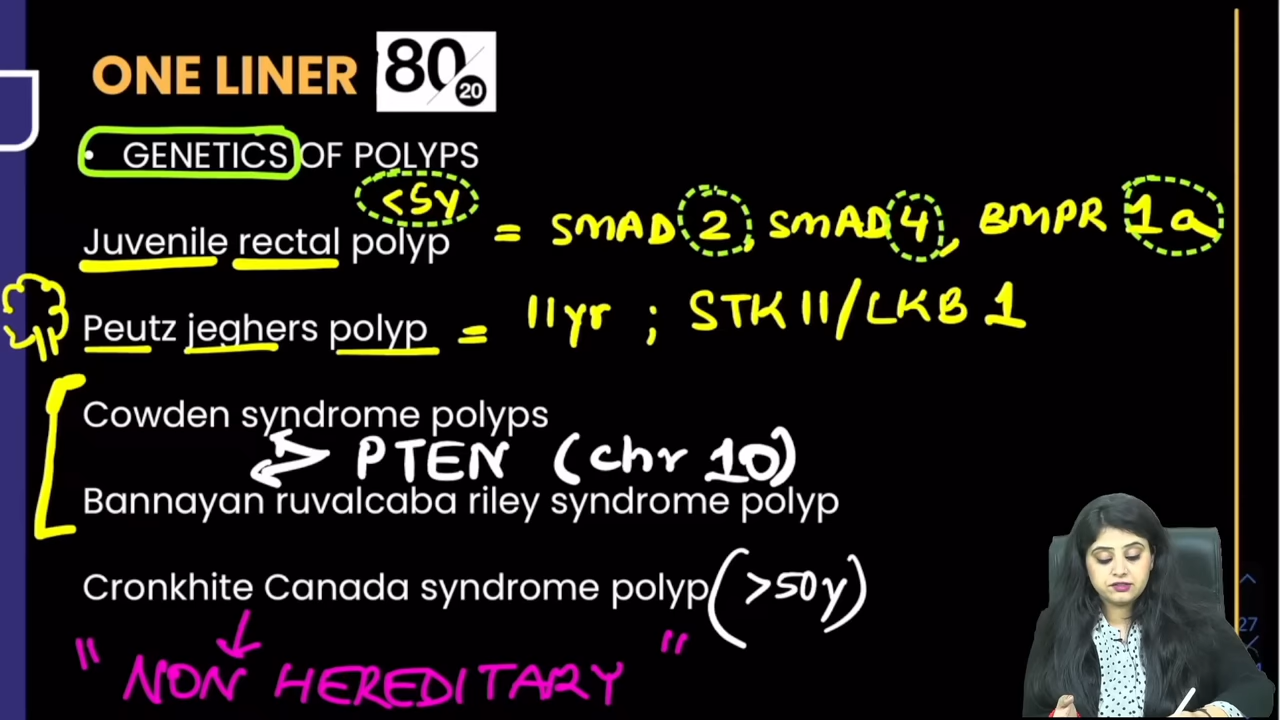 ONE LINER 80/20
• GENETICS OF POLYPS
<5y
Juvenile rectal polyp = SMAD 2, SMAD 4, BMPR 1a
Peutz jeghers polyp = 11yr ; STK 11/LKB 1
Cowden syndrome polyps
PTEN (chr 10)
Bannayan ruvalcaba riley syndrome polyp
Cronkhite Canada syndrome polyp (>50y)
"NON HEREDITARY"
27